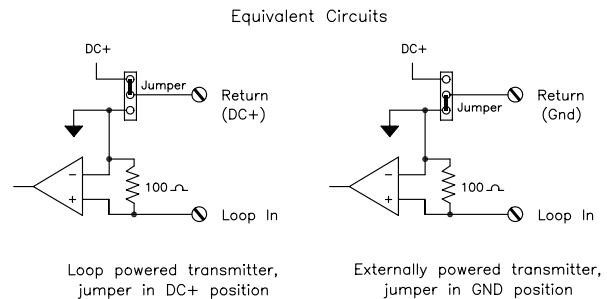 Equivalent Circuits
DC+
Jumper
Return
(DC+)
−
+
100 Ω
Loop In
Loop powered transmitter,
jumper in DC+ position
DC+
Jumper
Return
(Gnd)
−
+
100 Ω
Loop In
Externally powered transmitter,
jumper in GND position